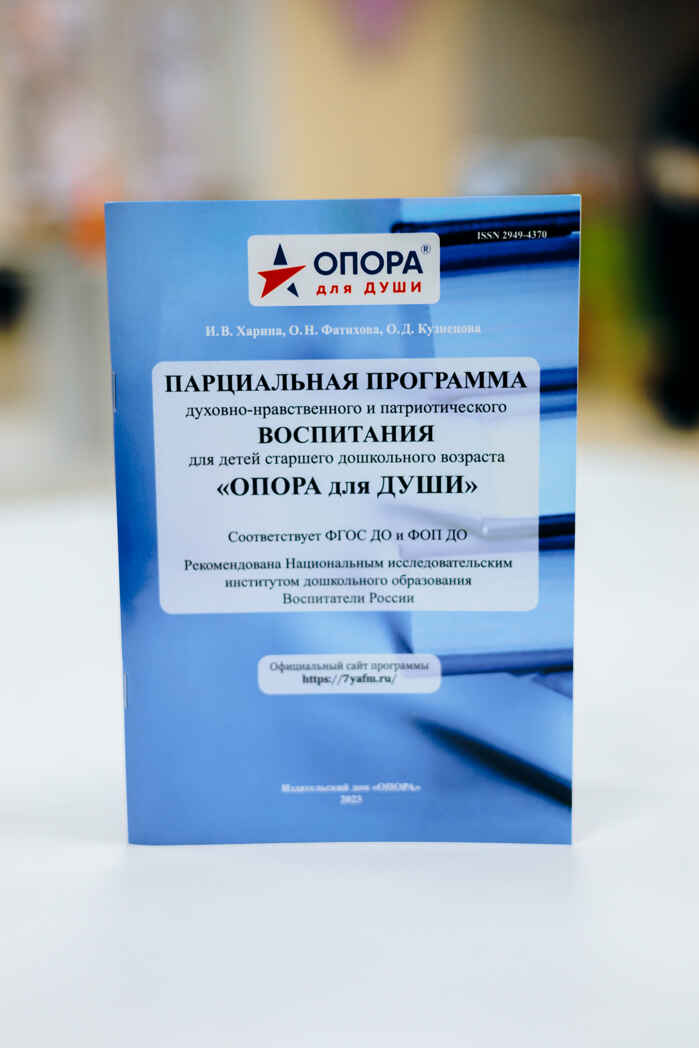 ISSN 2949-4370
ОПОРА®
для ДУШИ
И. В. Харина, О. Н. Фатихова, О. Д. Кузнецова
ПАРЦИАЛЬНАЯ ПРОГРАММА
духовно-нравственного и патриотического
ВОСПИТАНИЯ
для детей старшего дошкольного возраста
«ОПОРА для ДУШИ»
Соответствует ФГОС ДО и ФОП ДО
Рекомендована Национальным исследовательским
институтом дошкольного образования
Воспитатели России
Официальный сайт программы
https://7yafm.ru/
Издательский дом «ОПОРА»
2023